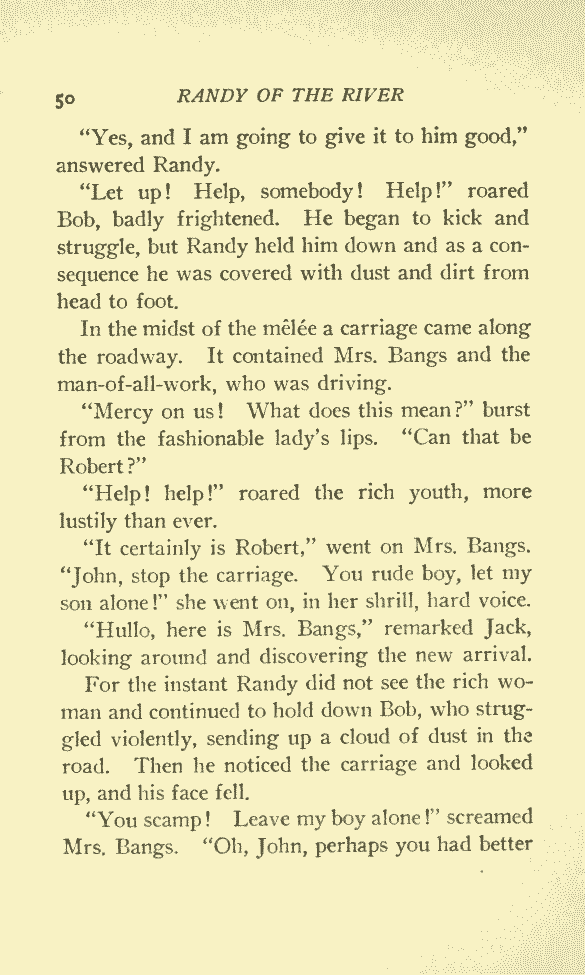 50 RANDY OF THE RIVER
“Yes, and I am going to give it to him good,”
answered Randy.
“Let up! Help, somebody! Help!” roared
Bob, badly frightened. He began to kick and
struggle, but Randy held him down and as a con-
sequence he was covered with dust and dirt from
head to foot.
In the midst of the mêlée a carriage came along
the roadway. It contained Mrs. Bangs and the
man-of-all-work, who was driving.
“Mercy on us! What does this mean?” burst
from the fashionable lady’s lips. “Can that be
Robert?”
“Help! help!” roared the rich youth, more
lustily than ever.
“It certainly is Robert,” went on Mrs. Bangs.
“John, stop the carriage. You rude boy, let my
son alone!” she went on, in her shrill, hard voice.
“Hullo, here is Mrs. Bangs,” remarked Jack,
looking around and discovering the new arrival.
For the instant Randy did not see the rich wo-
man and continued to hold down Bob, who strug-
gled violently, sending up a cloud of dust in the
road. Then he noticed the carriage and looked
up, and his face fell.
“You scamp! Leave my boy alone!” screamed
Mrs. Bangs. “Oh, John, perhaps you had better